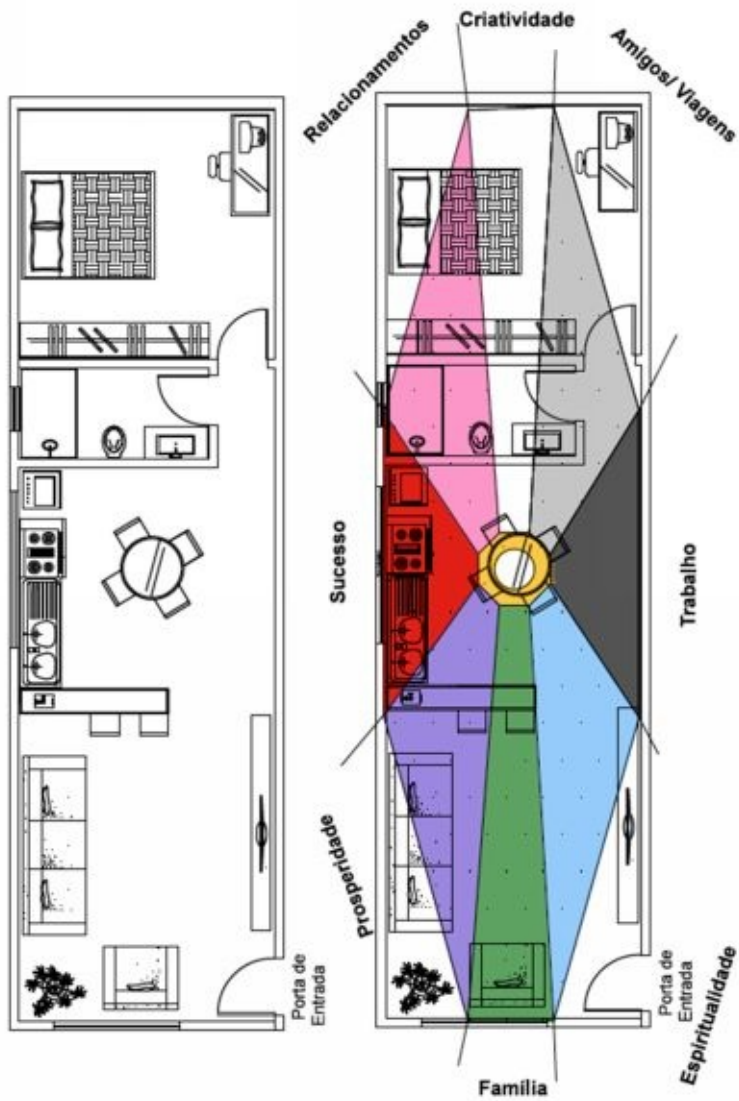 Relacionamentos
Criatividade
Amigos/ Viagens
Sucesso
Trabalho
Prosperidade
Porta de
Entrada
Porta de
Entrada
Espiritualidade
Família